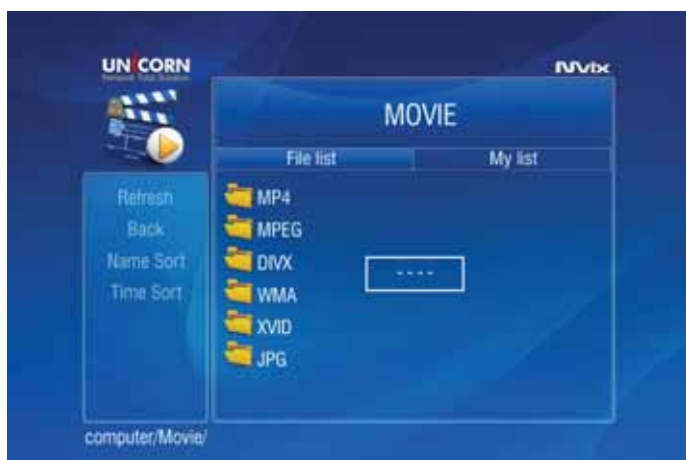 UNICORN
Mvix
MOVIE
File list
My list
Refresh
Back
Name Sort
Time Sort
MP4
MPEG
DIVX
WMA
XVID
JPG
----
computer/Movie/